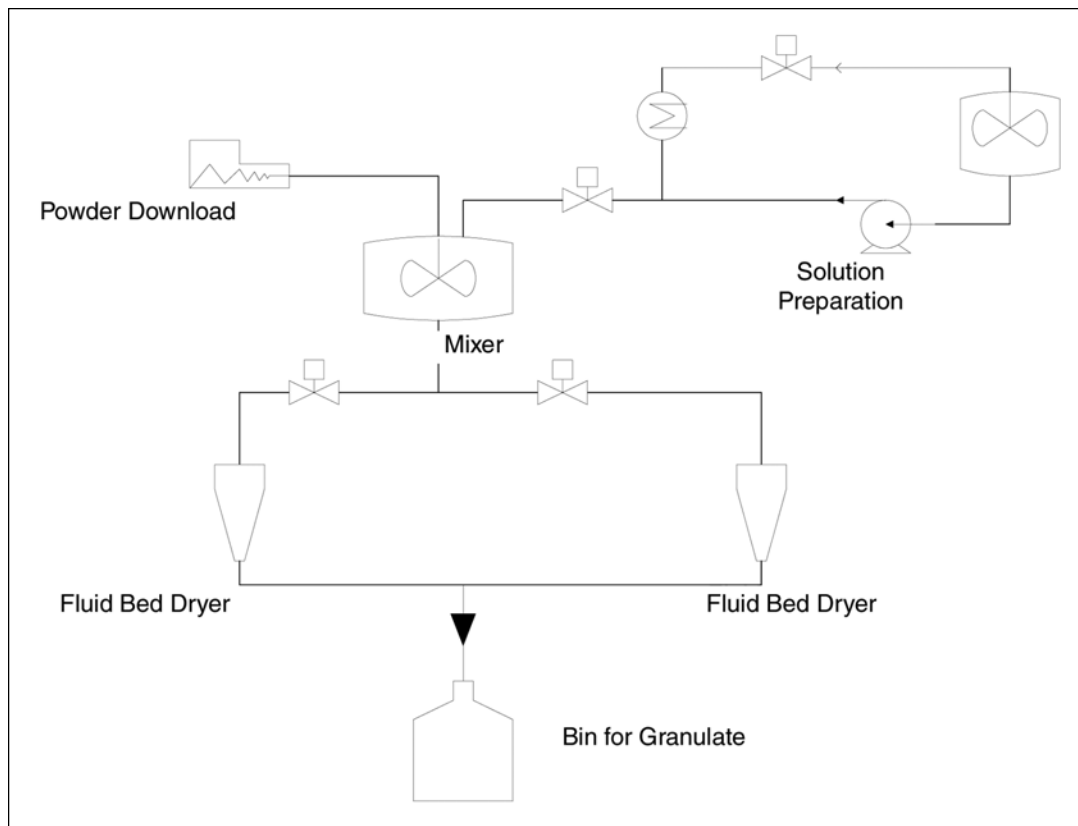 Powder Download
Solution
Preparation
Mixer
Fluid Bed Dryer
Fluid Bed Dryer
Bin for Granulate